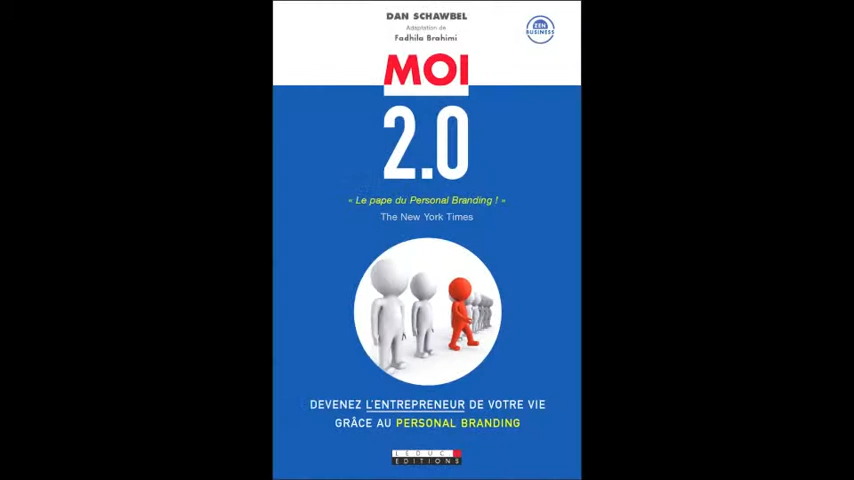 DAN SCHAWBEL
Adaptation de
Fadhila Brahimi
ZEN
BUSINESS
MOI
2.0
« Le pape du Personal Branding ! »
The New York Times
DEVENEZ L'ENTREPRENEUR DE VOTRE VIE
GRÂCE AU PERSONAL BRANDING
LEDUC.S
EDITIONS